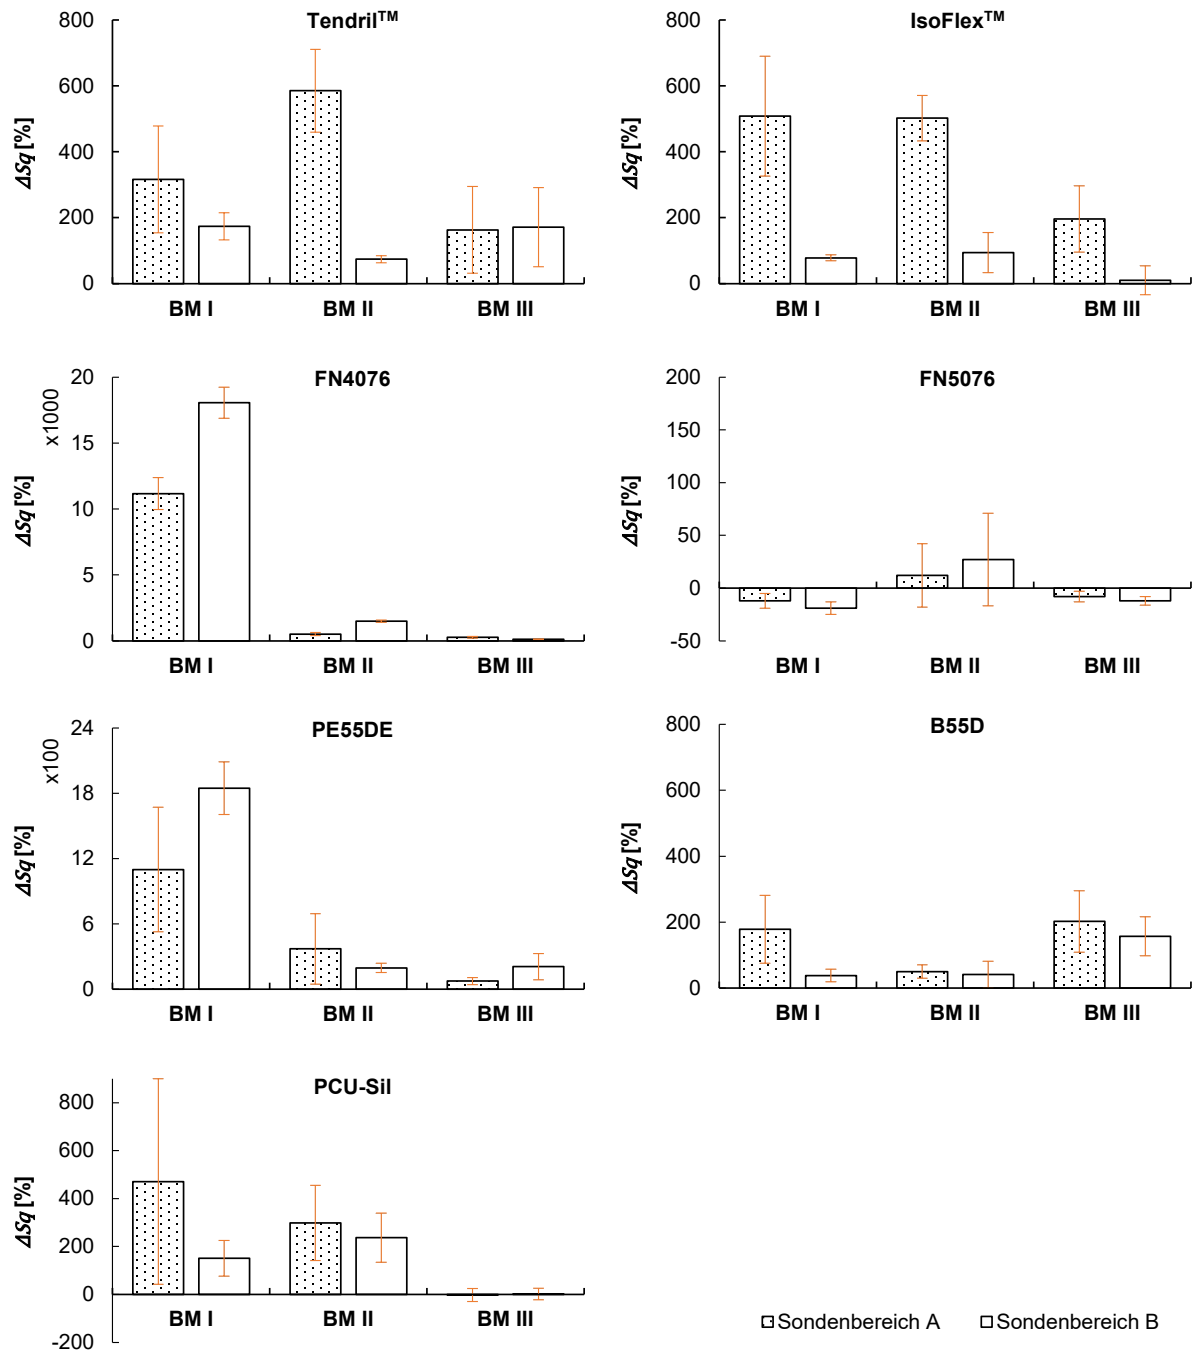 Tendril™
800
600
400
200
0
ΔSq [%]
BM I BM II BM III
IsoFlex™
800
600
400
200
0
ΔSq [%]
BM I BM II BM III
FN4076
x1000
20
15
10
5
0
ΔSq [%]
BM I BM II BM III
FN5076
200
150
100
50
0
-50
ΔSq [%]
BM I BM II BM III
PE55DE
x100
24
18
12
6
0
ΔSq [%]
BM I BM II BM III
B55D
800
600
400
200
0
ΔSq [%]
BM I BM II BM III
PCU-Sil
800
600
400
200
0
-200
ΔSq [%]
BM I BM II BM III
Sondenbereich A Sondenbereich B